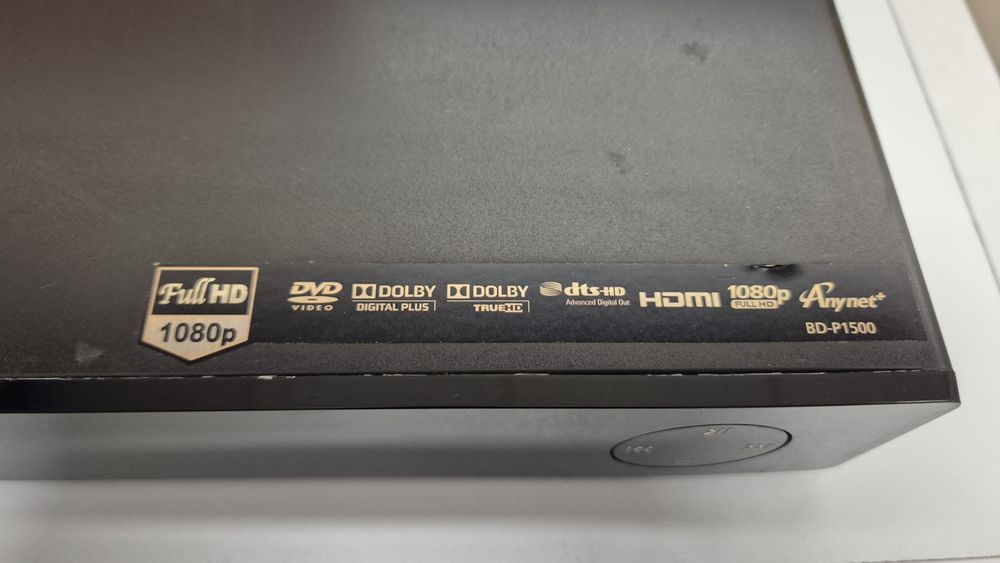 Full HD
1080p
DVD
VIDEO
DOLBY
DIGITAL PLUS
DOLBY
TRUEHD
dts-HD
Advanced Digital Out
HDMI
1080p
FULL HD
Anynet+
BD-P1500